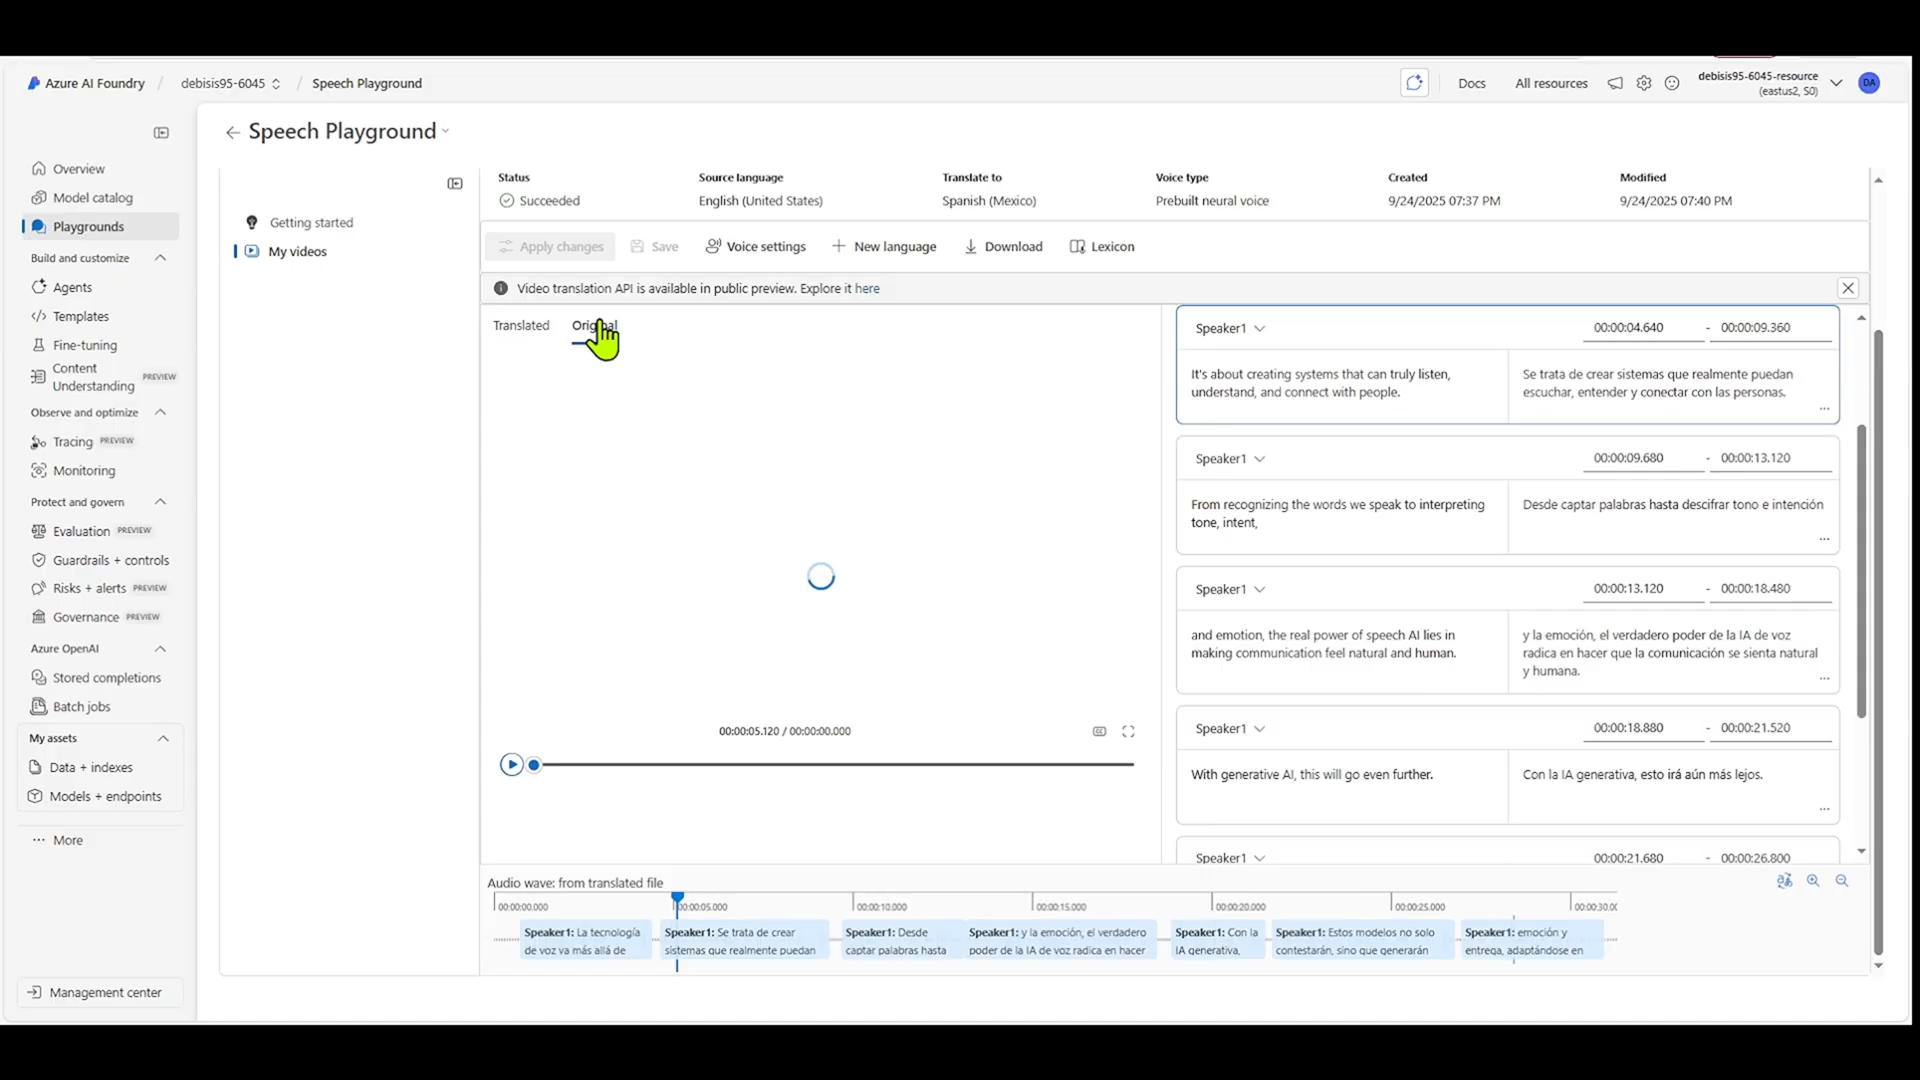 Azure AI Foundry / debisis95-6045 / Speech Playground
Docs All resources debisis95-6045-resource
(eastus2, S0)
DA
Speech Playground
Overview
Model catalog
Playgrounds
Build and customize
Agents
Templates
Fine-tuning
Content
Understanding PREVIEW
Observe and optimize
Tracing PREVIEW
Monitoring
Protect and govern
Evaluation PREVIEW
Guardrails + controls
Risks + alerts PREVIEW
Governance PREVIEW
Azure OpenAI
Stored completions
Batch jobs
My assets
Data + indexes
Models + endpoints
More
Management center
Getting started
My videos
Status Source language Translate to Voice type Created Modified
Succeeded English (United States) Spanish (Mexico) Prebuilt neural voice 9/24/2025 07:37 PM 9/24/2025 07:40 PM
Apply changes Save Voice settings New language Download Lexicon
Video translation API is available in public preview. Explore it here
Translated Original
00:00:05.120 / 00:00:00.000
Speaker1 00:00:04.640 - 00:00:09.360
It's about creating systems that can truly listen,
understand, and connect with people.
Se trata de crear sistemas que realmente puedan
escuchar, entender y conectar con las personas.
...
Speaker1 00:00:09.680 - 00:00:13.120
From recognizing the words we speak to interpreting
tone, intent,
Desde captar palabras hasta descifrar tono e intención
...
Speaker1 00:00:13.120 - 00:00:18.480
and emotion, the real power of speech AI lies in
making communication feel natural and human.
y la emoción, el verdadero poder de la IA de voz
radica en hacer que la comunicación se sienta natural
y humana.
...
Speaker1 00:00:18.880 - 00:00:21.520
With generative AI, this will go even further.
Con la IA generativa, esto irá aún más lejos.
...
Speaker1 00:00:21.680 - 00:00:26.800
Audio wave: from translated file
00:00:00.000 00:00:05.000 00:00:10.000 00:00:15.000 00:00:20.000 00:00:25.000 00:00:30.0
Speaker1: La tecnología
de voz va más allá de
Speaker1: Se trata de crear
sistemas que realmente puedan
Speaker1: Desde
captar palabras hasta
Speaker1: y la emoción, el verdadero
poder de la IA de voz radica en hacer
Speaker1: Con la
IA generativa,
Speaker1: Estos modelos no solo
contestarán, sino que generarán
Speaker1: emoción y
entrega, adaptándose en